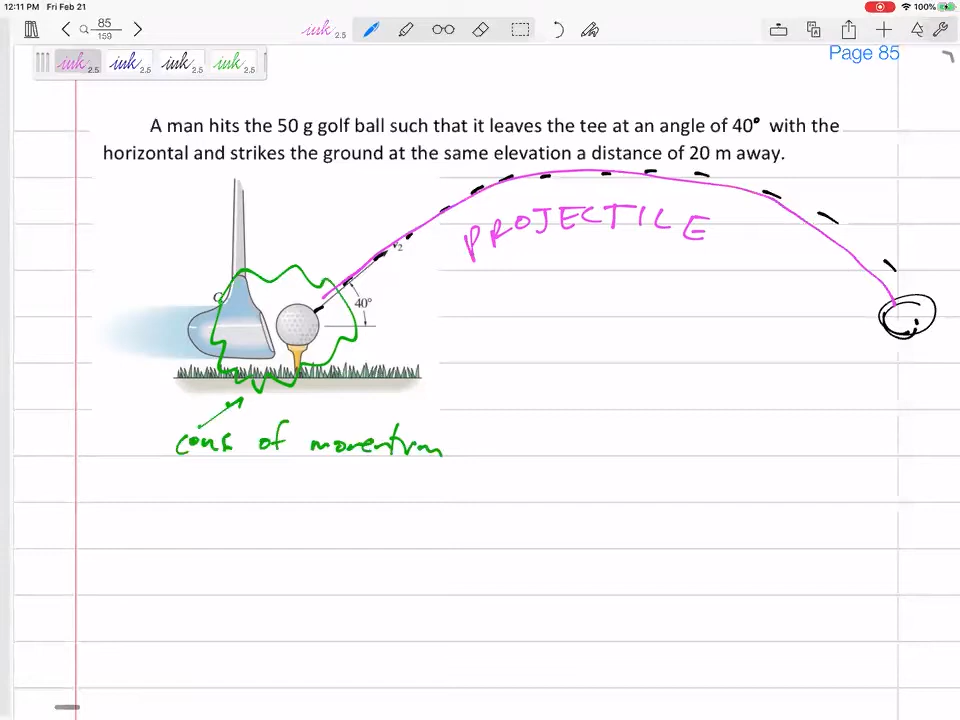 12:11 PM Fri Feb 21
100%
85
159
ink 2.5
ink 2.5 ink 2.5 ink 2.5 ink 2.5
Page 85
A man hits the 50 g golf ball such that it leaves the tee at an angle of 40° with the
horizontal and strikes the ground at the same elevation a distance of 20 m away.
PROJECTILE
v2
40°
cons of momentum